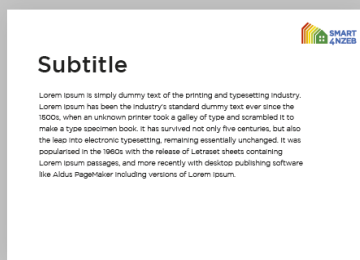 SMART
4NZEB
Subtitle
Lorem Ipsum is simply dummy text of the printing and typesetting industry.
Lorem Ipsum has been the industry's standard dummy text ever since the
1500s, when an unknown printer took a galley of type and scrambled it to
make a type specimen book. It has survived not only five centuries, but also
the leap into electronic typesetting, remaining essentially unchanged. It was
popularised in the 1960s with the release of Letraset sheets containing
Lorem Ipsum passages, and more recently with desktop publishing software
like Aldus PageMaker including versions of Lorem Ipsum.